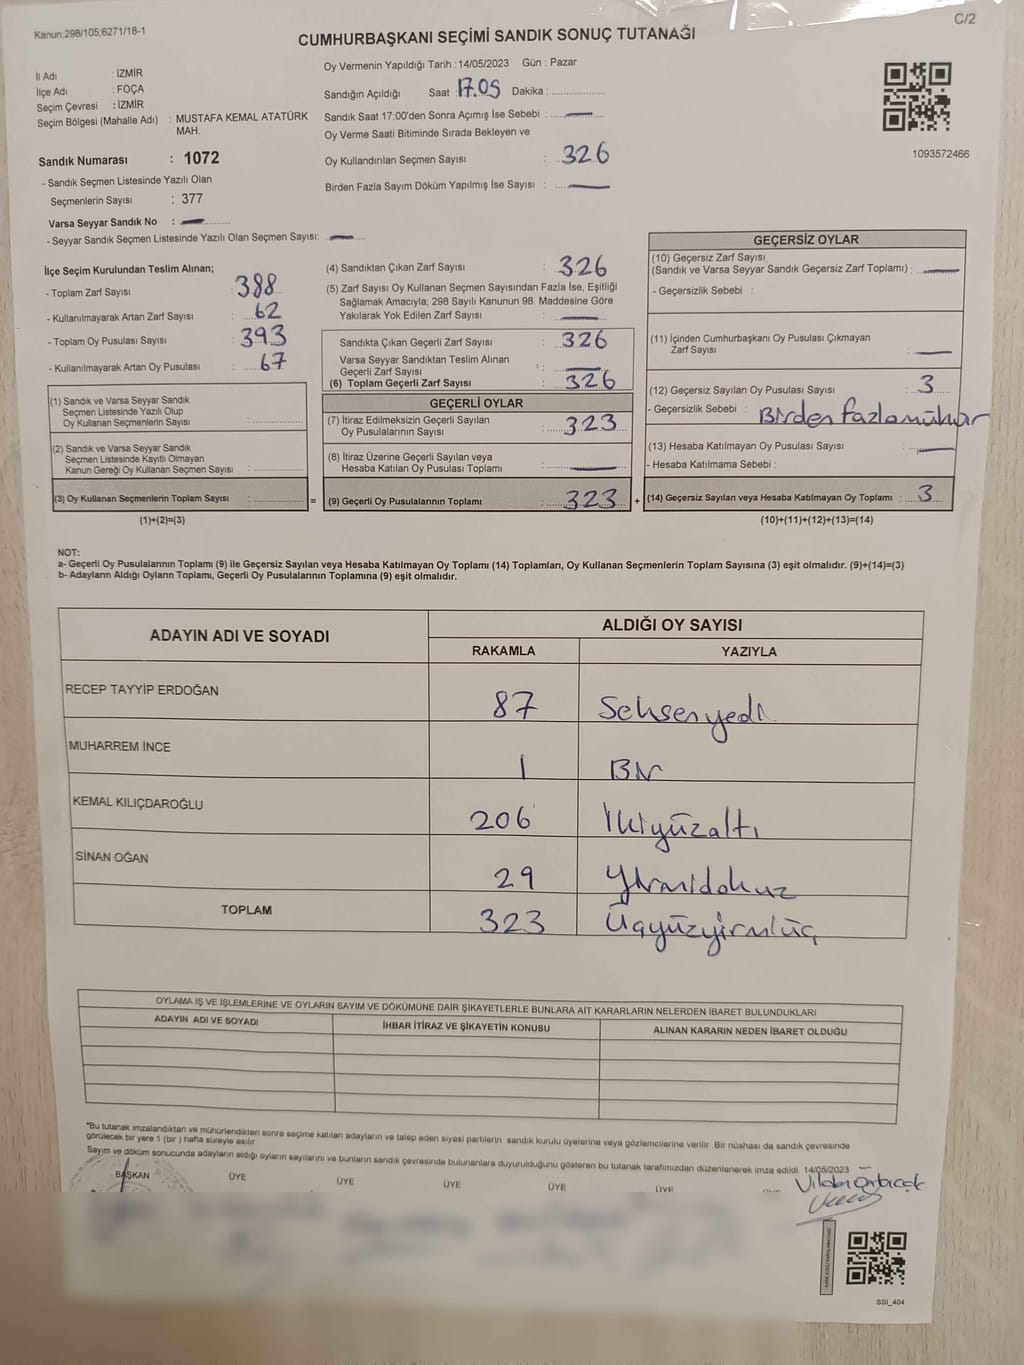 Kanun,298/105,6271/18-1
C/2
CUMHURBAŞKANI SEÇİMİ SANDIK SONUÇ TUTANAĞI
İl Adı : İZMİR
İlçe Adı : FOÇA
Seçim Çevresi : İZMİR
Seçim Bölgesi (Mahalle Adı) : MUSTAFA KEMAL ATATÜRK
MAH.
Sandık Numarası : 1072
- Sandık Seçmen Listesinde Yazılı Olan
Seçmenlerin Sayısı : 377
Varsa Seyyar Sandık No :
- Seyyar Sandık Seçmen Listesinde Yazılı Olan Seçmen Sayısı:
Oy Vermenin Yapıldığı Tarih :14/05/2023 Gün : Pazar
Sandığın Açıldığı Saat :17.05 Dakika :
Sandık Saat 17:00'den Sonra Açımış İse Sebebi :
Oy Verme Saati Bitiminde Sırada Bekleyen ve
Oy Kullandırılan Seçmen Sayısı : 326
Birden Fazla Sayım Döküm Yapılmış İse Sayısı :
1093572466
İlçe Seçim Kurulundan Teslim Alınan;
- Toplam Zarf Sayısı : 388
- Kullanılmayarak Artan Zarf Sayısı : 62
- Toplam Oy Pusulası Sayısı : 393
- Kullanılmayarak Artan Oy Pusulası : 67
(1) Sandık ve Varsa Seyyar Sandık
Seçmen Listesinde Yazılı Olup
Oy Kullanan Seçmenlerin Sayısı :
(2) Sandık ve Varsa Seyyar Sandık
Seçmen Listesinde Kayıtlı Olmayan
Kanun Gereği Oy Kullanan Seçmen Sayısı :
(3) Oy Kullanan Seçmenlerin Toplam Sayısı :
(1)+(2)=(3)
(4) Sandıktan Çıkan Zarf Sayısı : 326
(5) Zarf Sayısı Oy Kullanan Seçmen Sayısından Fazla İse, Eşitliği
Sağlamak Amacıyla; 298 Sayılı Kanunun 98. Maddesine Göre
Yakılarak Yok Edilen Zarf Sayısı :
Sandıkta Çıkan Geçerli Zarf Sayısı : 326
Varsa Seyyar Sandıktan Teslim Alınan
Geçerli Zarf Sayısı :
(6) Toplam Geçerli Zarf Sayısı : 326
GEÇERLİ OYLAR
(7) İtiraz Edilmeksizin Geçerli Sayılan
Oy Pusulalarının Sayısı : 323
(8) İtiraz Üzerine Geçerli Sayılan veya
Hesaba Katılan Oy Pusulası Toplamı :
= (9) Geçerli Oy Pusulalarının Toplamı : 323 +
GEÇERSİZ OYLAR
(10) Geçersiz Zarf Sayısı
(Sandık ve Varsa Seyyar Sandık Geçersiz Zarf Toplamı) :
- Geçersizlik Sebebi :
(11) İçinden Cumhurbaşkanı Oy Pusulası Çıkmayan
Zarf Sayısı :
(12) Geçersiz Sayılan Oy Pusulası Sayısı : 3
- Geçersizlik Sebebi : Birden fazla mühür
(13) Hesaba Katılmayan Oy Pusulası Sayısı :
- Hesaba Katılmama Sebebi :
(14) Geçersiz Sayılan veya Hesaba Katılmayan Oy Toplamı : 3
(10)+(11)+(12)+(13)=(14)
NOT:
a- Geçerli Oy Pusulalarının Toplamı (9) ile Geçersiz Sayılan veya Hesaba Katılmayan Oy Toplamı (14) Toplamları, Oy Kullanan Seçmenlerin Toplam Sayısına (3) eşit olmalıdır. (9)+(14)=(3)
b- Adayların Aldığı Oyların Toplamı, Geçerli Oy Pusulalarının Toplamına (9) eşit olmalıdır.
ADAYIN ADI VE SOYADI
ALDIĞI OY SAYISI
RAKAMLA YAZIYLA
RECEP TAYYİP ERDOĞAN 87 Seksenyedi
MUHARREM İNCE 1 Bir
KEMAL KILIÇDAROĞLU 206 İkiyüzaltı
SİNAN OĞAN 29 Yirmidokuz
TOPLAM 323 Üçyüzyirmiüç
OYLAMA İŞ VE İŞLEMLERİNE VE OYLARIN SAYIM VE DÖKÜMÜNE DAİR ŞİKAYETLERLE BUNLARA AİT KARARLARIN NELERDEN İBARET BULUNDUKLARI
ADAYIN ADI VE SOYADI İHBAR İTİRAZ VE ŞİKAYETİN KONUSU ALINAN KARARIN NEDEN İBARET OLDUĞU
*Bu tutanak imzalandıktan ve mühürlendikten sonra seçime katılan adayların ve talep eden siyasi partilerin sandık kurulu üyelerine veya gözlemcilerine verilir. Bir nüshası da sandık çevresinde
görülecek bir yere 1 (bir) hafta süreyle asılır.
Sayım ve döküm sonucunda adayların aldığı oyların sayılarını ve bunların sandık çevresinde bulunanlara duyurulduğunu gösteren bu tutanak tarafımızdan düzenlenerek imza edildi. 14/05/2023
BAŞKAN ÜYE ÜYE ÜYE ÜYE ÜYE
SSI_404